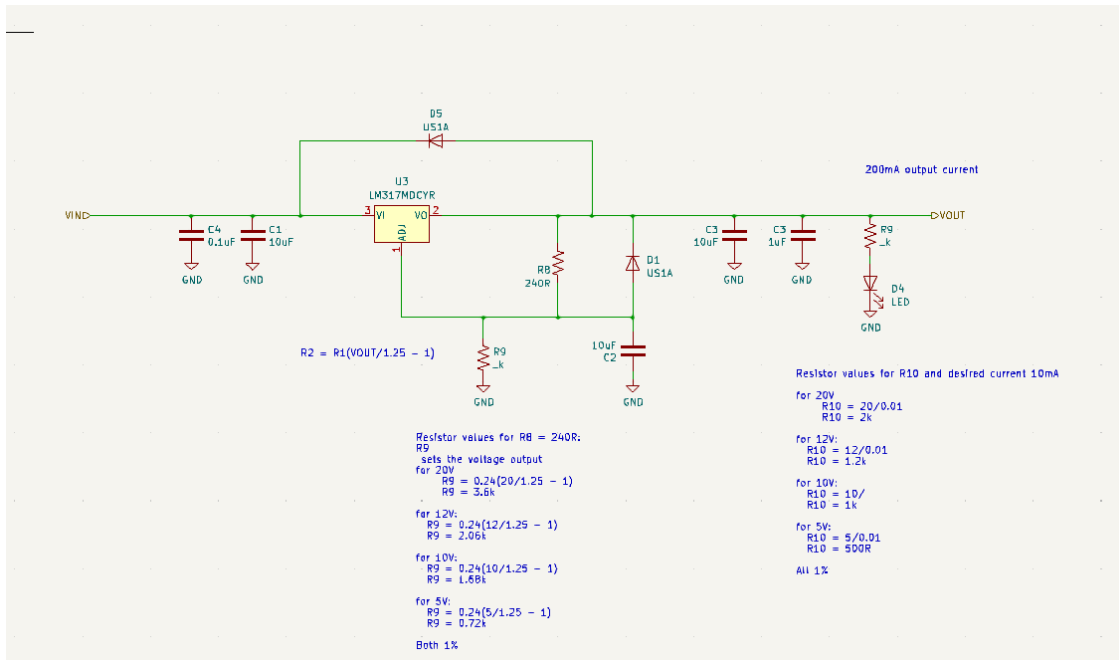 D5
US1A
200mA output current
U3
LM317MDCYR
VIN
3
VI
VO
2
ADJ
1
VOUT
C4
0.1uF
C1
10uF
GND
GND
R8
240R
D1
US1A
C3
10uF
GND
C3
1uF
GND
R9
_k
D4
LED
GND
R2 = R1(VOUT/1.25 - 1)
R9
_k
GND
10uF
C2
GND
Resistor values for R8 = 240R:
R9
sets the voltage output
for 20V
R9 = 0.24(20/1.25 - 1)
R9 = 3.6k
for 12V:
R9 = 0.24(12/1.25 - 1)
R9 = 2.06k
for 10V:
R9 = 0.24(10/1.25 - 1)
R9 = 1.68k
for 5V:
R9 = 0.24(5/1.25 - 1)
R9 = 0.72k
Both 1%
Resistor values for R10 and desired current 10mA
for 20V
R10 = 20/0.01
R10 = 2k
for 12V:
R10 = 12/0.01
R10 = 1.2k
for 10V:
R10 = 10/
R10 = 1k
for 5V:
R10 = 5/0.01
R10 = 500R
All 1%